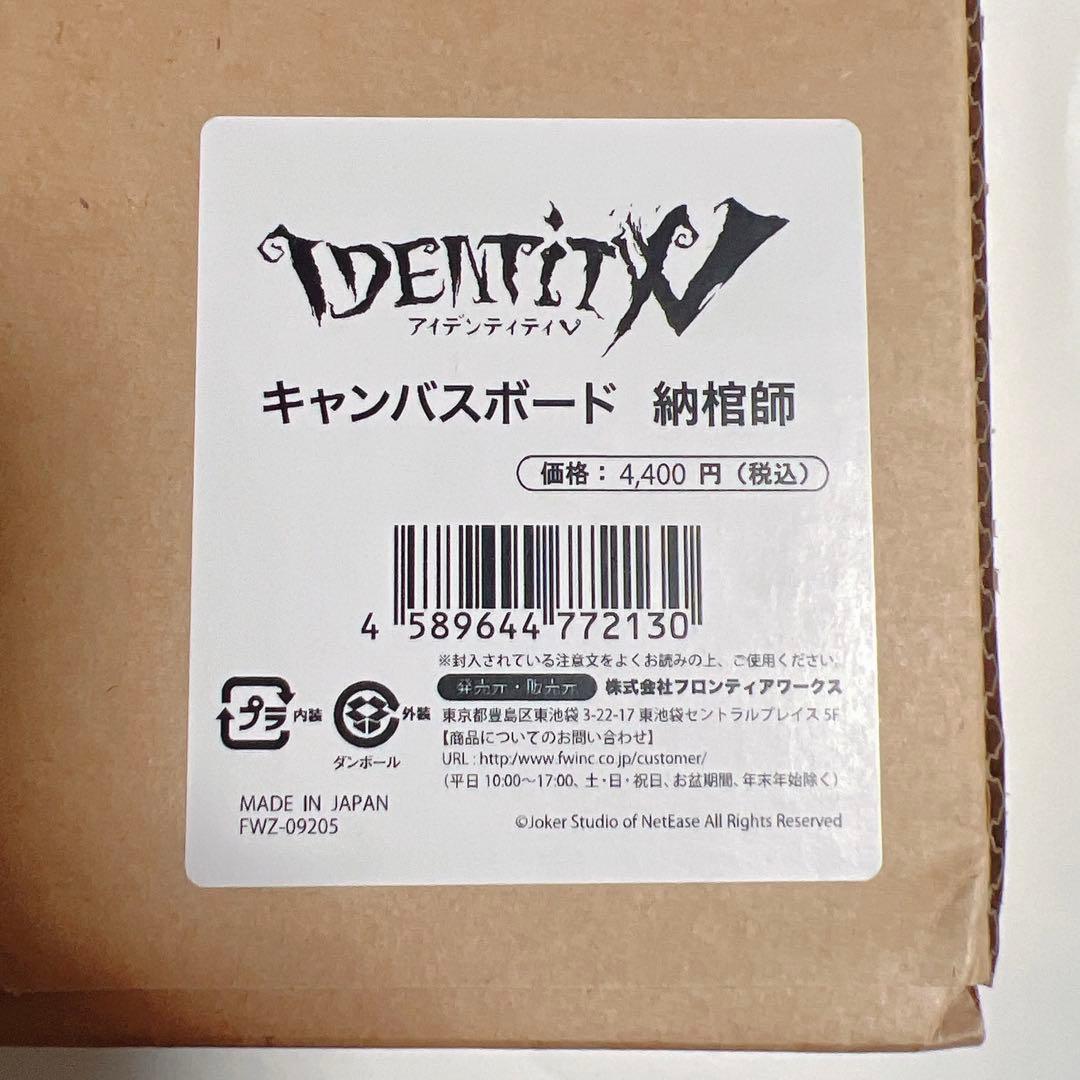 IDENTITY V
アイデンティティV
キャンバスボード 納棺師
価格： 4,400 円（税込）
4 589644 772130
※封入されている注意文をよくお読みの上、ご使用ください。
発売元・販売元 株式会社フロンティアワークス
東京都豊島区東池袋 3-22-17 東池袋セントラルプレイス 5F
【商品についてのお問い合わせ】
URL : http://www.fwinc.co.jp/customer/
（平日 10:00～17:00、土・日・祝日、お盆期間、年末年始除く）
プラ 内装
外装
ダンボール
MADE IN JAPAN
FWZ-09205
©Joker Studio of NetEase All Rights Reserved